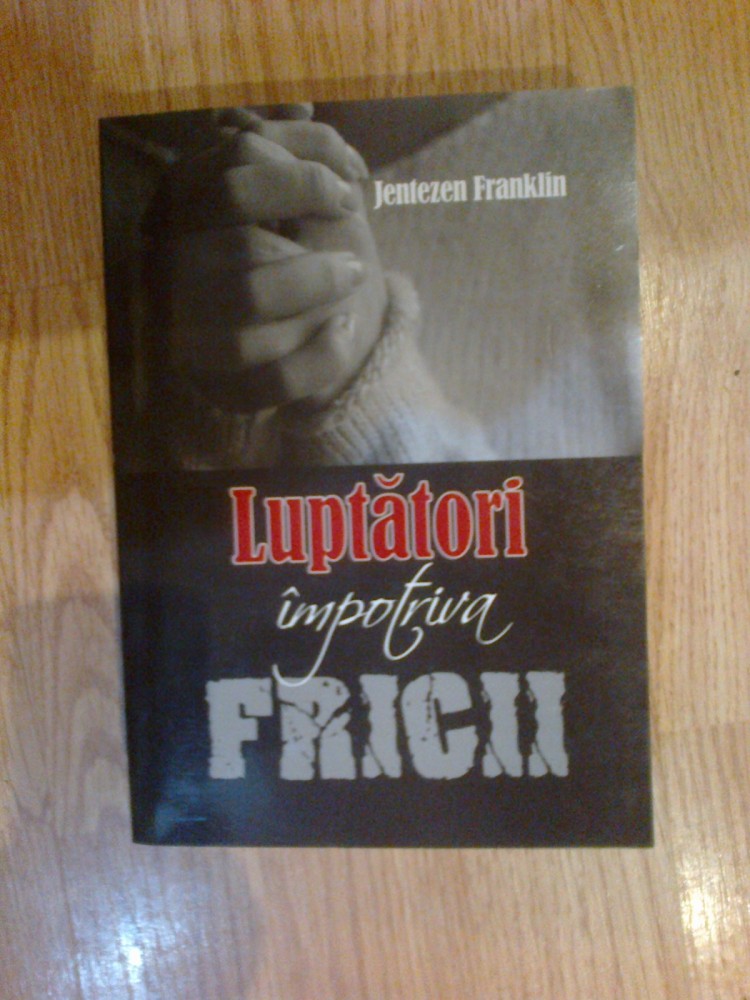 Jentezen Franklin
Luptători
împotriva
FRICII